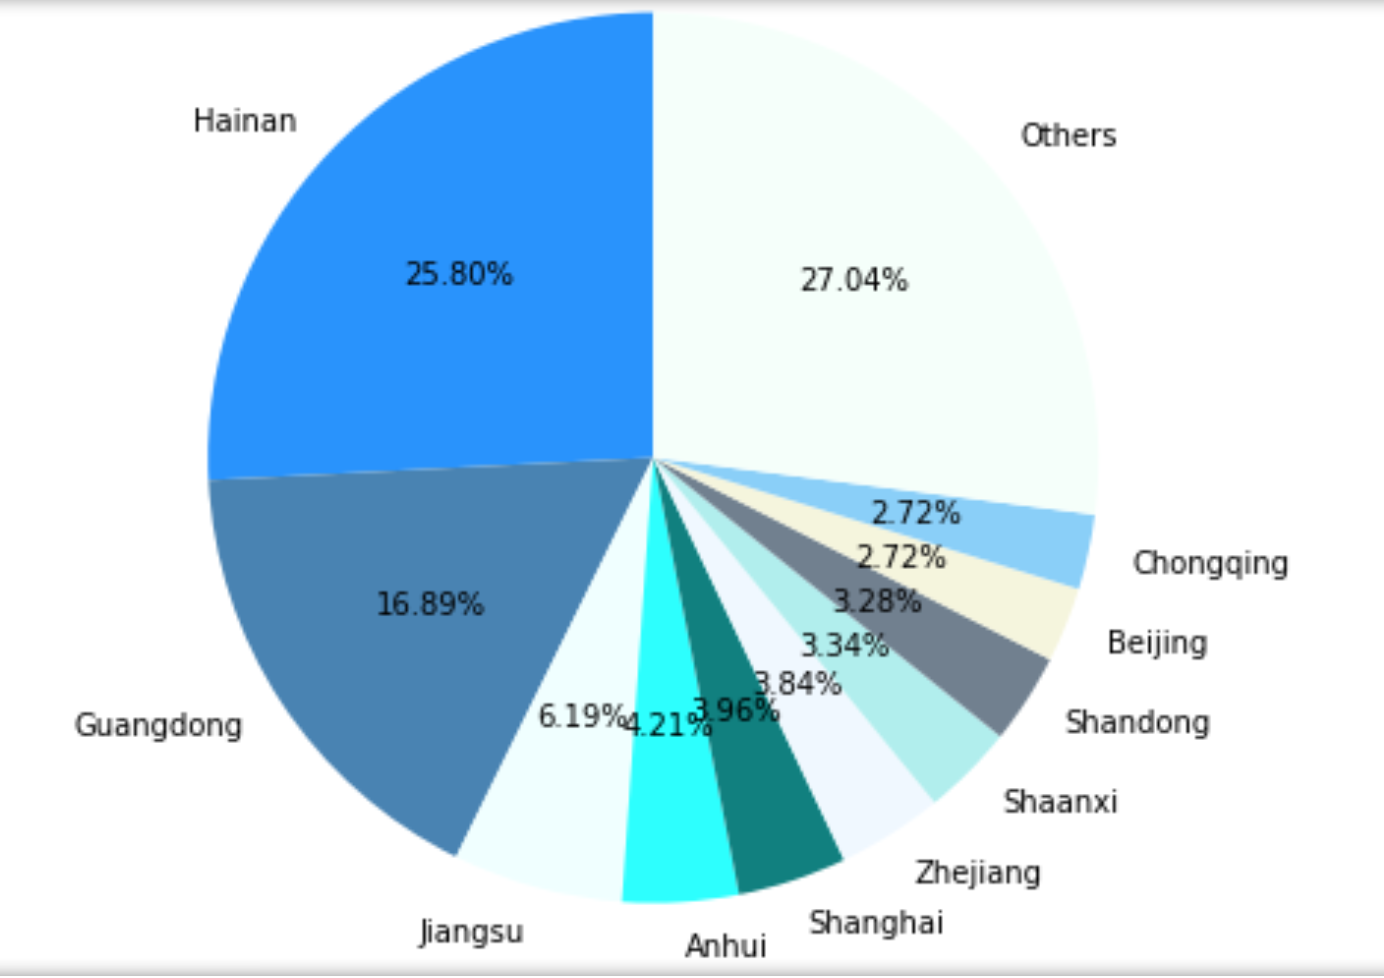 Hainan
Others
25.80%
27.04%
2.72%
Chongqing
2.72%
Beijing
3.28%
Shandong
3.34%
Shaanxi
3.84%
Zhejiang
3.96%
Shanghai
4.21%
Anhui
6.19%
Jiangsu
16.89%
Guangdong